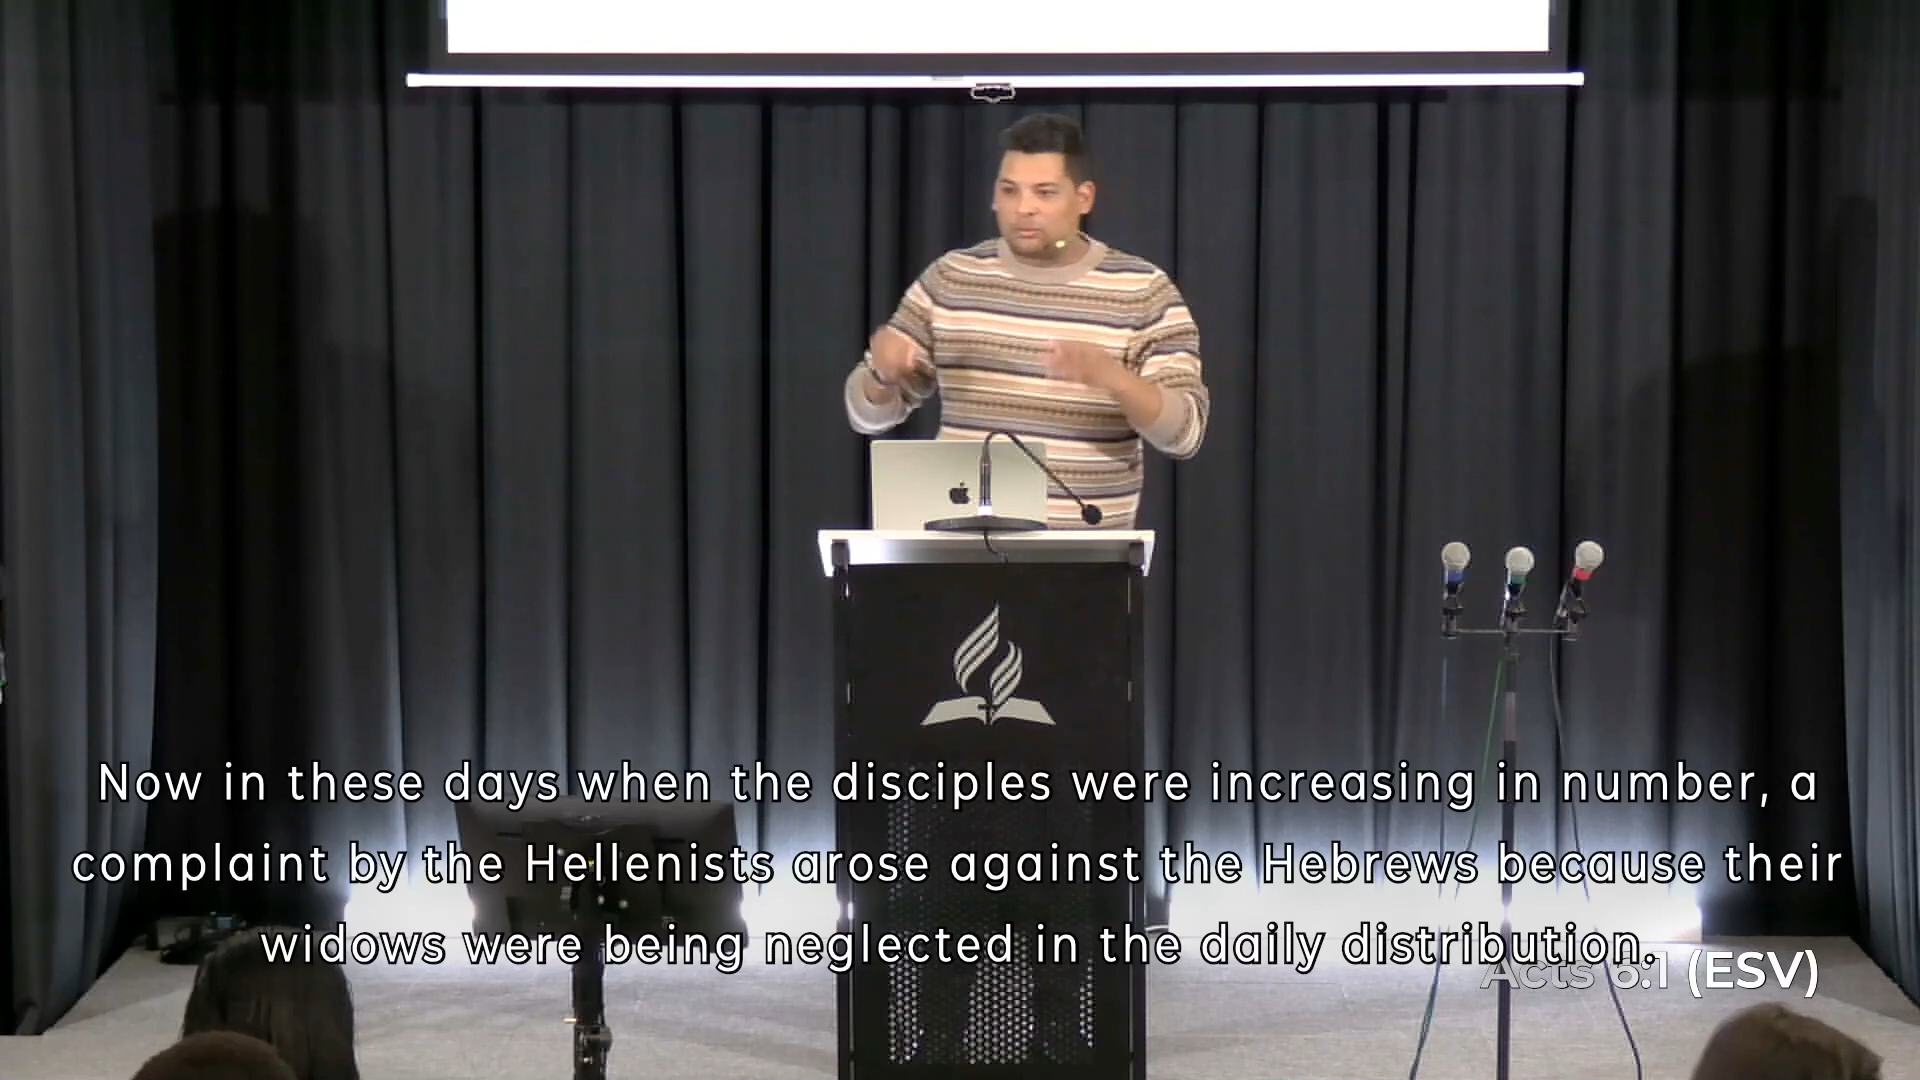 Now in these days when the disciples were increasing in number, a
complaint by the Hellenists arose against the Hebrews because their
widows were being neglected in the daily distribution.
Acts 6:1 (ESV)